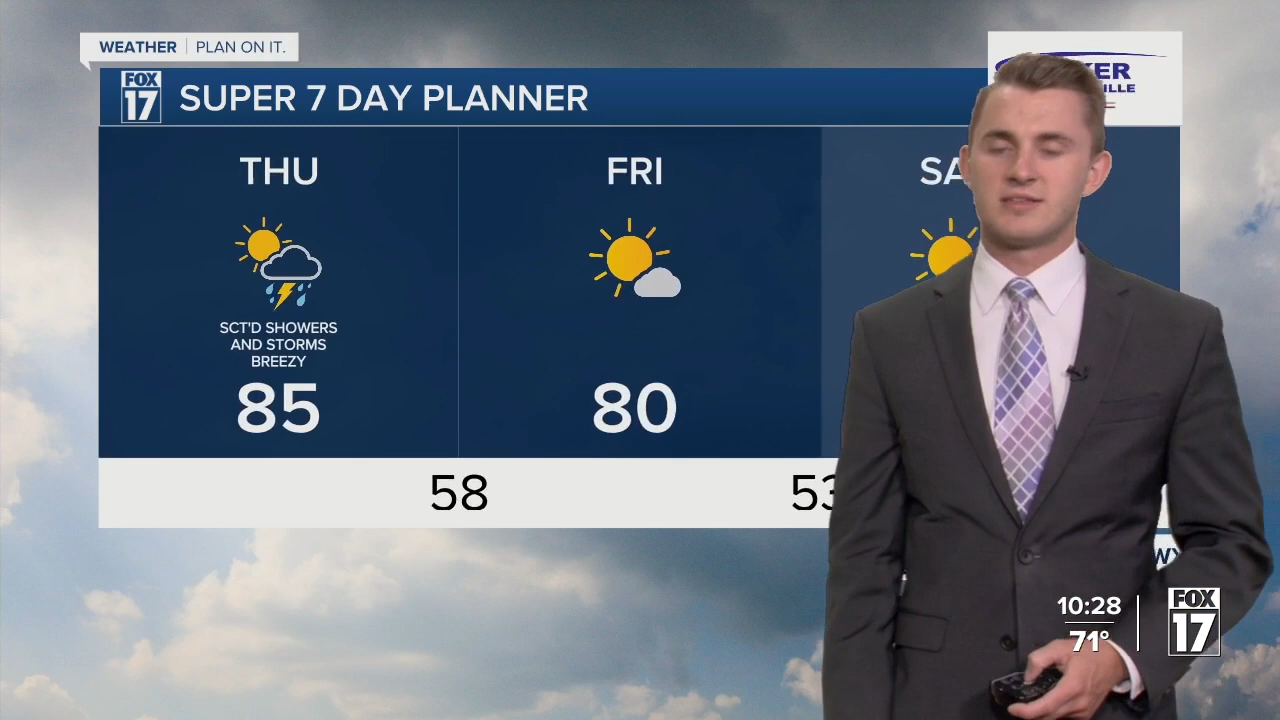 WEATHER | PLAN ON IT.
FOX
17
SUPER 7 DAY PLANNER
THU
FRI
SCT'D SHOWERS
AND STORMS
BREEZY
85
80
58
53
10:28
71°
FOX
17